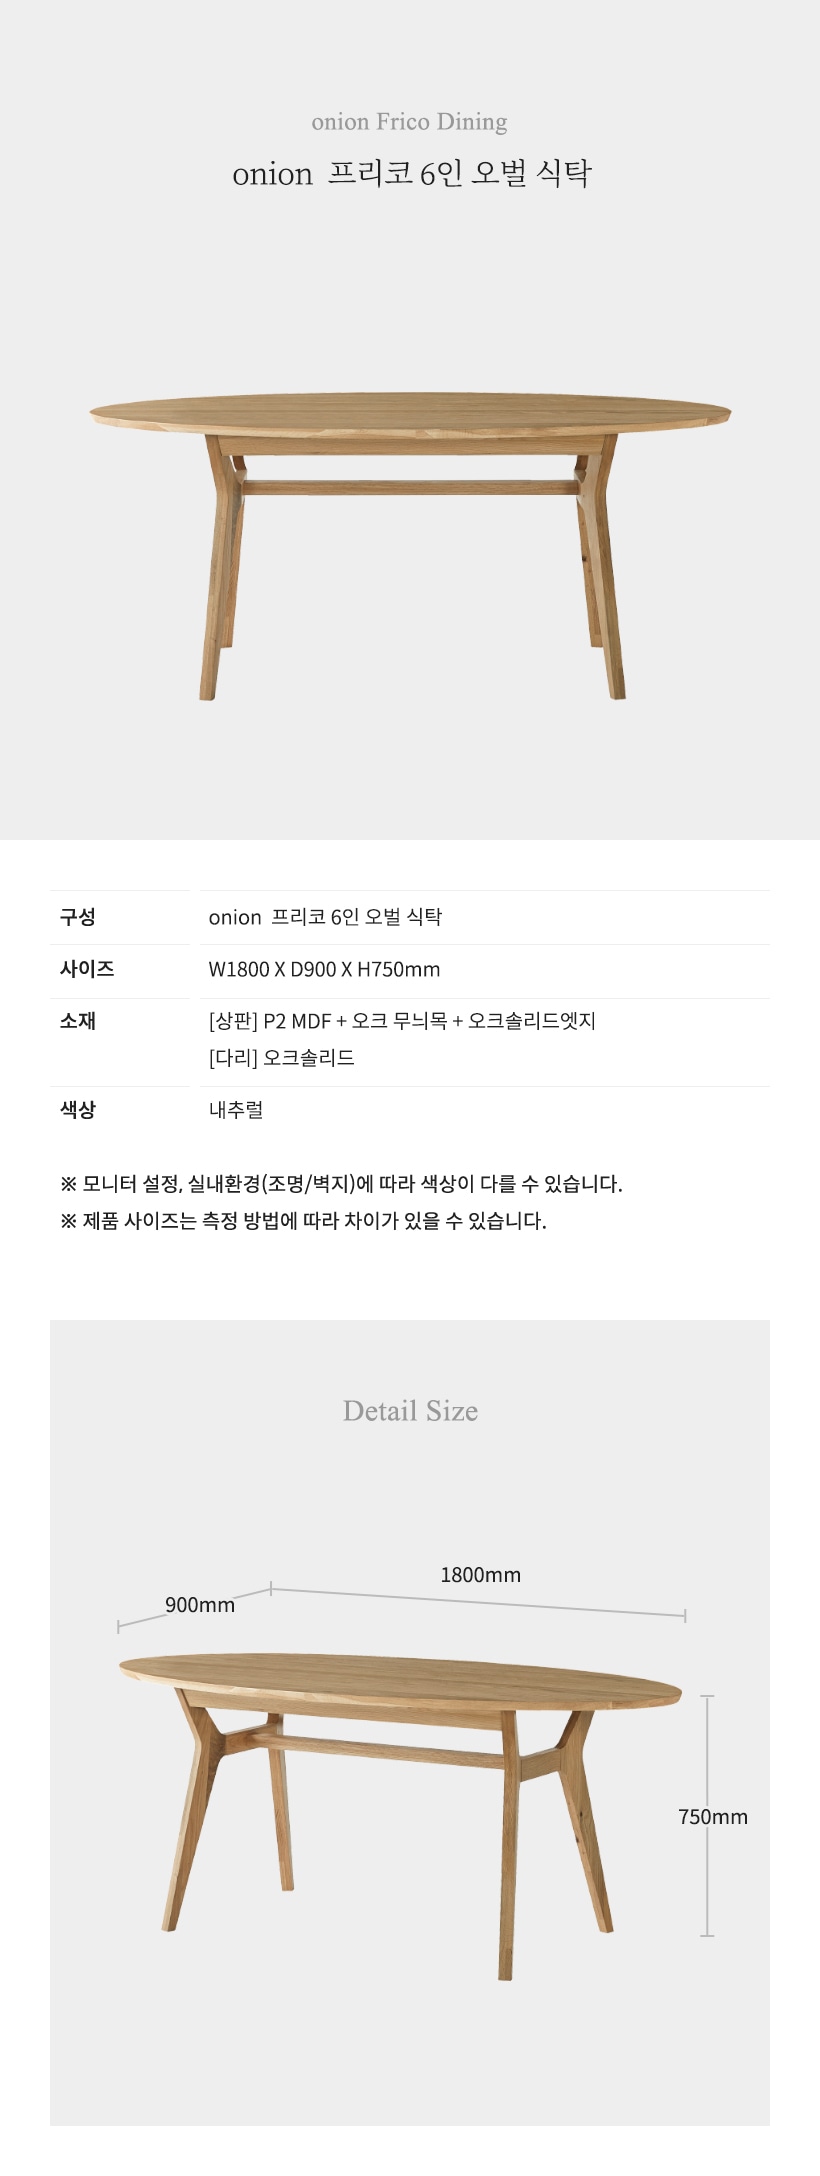 onion Frico Dining
onion 프리코 6인 오벌 식탁
구성 onion 프리코 6인 오벌 식탁
사이즈 W1800 X D900 X H750mm
소재 [상판] P2 MDF + 오크 무늬목 + 오크솔리드엣지
[다리] 오크솔리드
색상 내추럴
※ 모니터 설정, 실내환경(조명/벽지)에 따라 색상이 다를 수 있습니다.
※ 제품 사이즈는 측정 방법에 따라 차이가 있을 수 있습니다.
Detail Size
1800mm
900mm
750mm